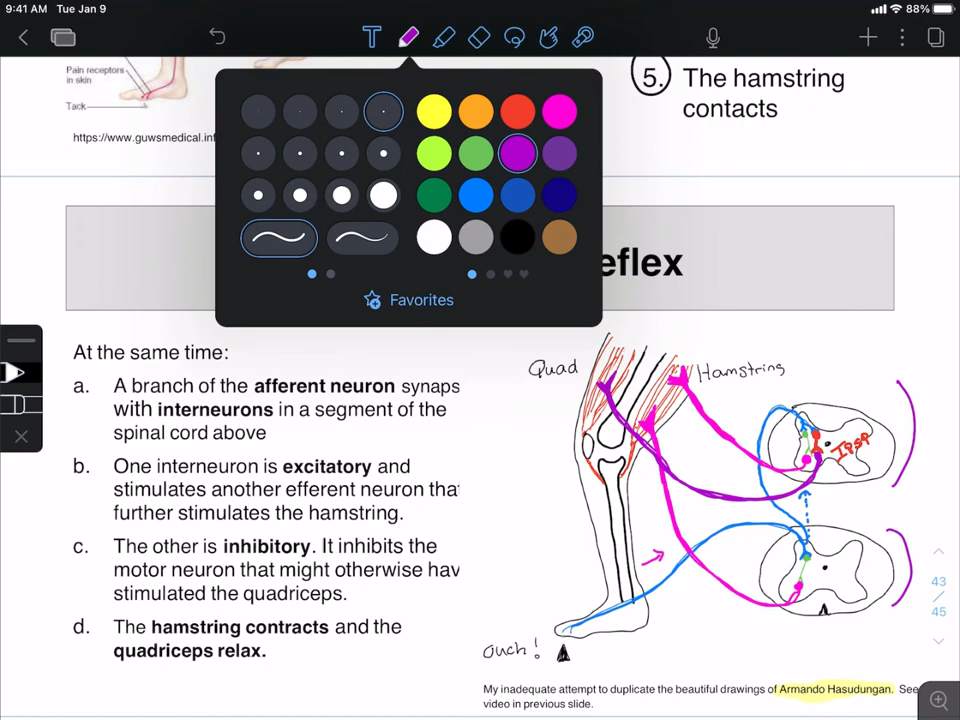 9:41 AM Tue Jan 9
88%
T
Pain receptors
in skin
Tack
https://www.guwsmedical.inf
5. The hamstring
contacts
eflex
Favorites
At the same time:
a. A branch of the afferent neuron synaps
with interneurons in a segment of the
spinal cord above
b. One interneuron is excitatory and
stimulates another efferent neuron tha
further stimulates the hamstring.
c. The other is inhibitory. It inhibits the
motor neuron that might otherwise hav
stimulated the quadriceps.
d. The hamstring contracts and the
quadriceps relax.
Quad
Hamstring
IPSP
Ouch!
43
/
45
My inadequate attempt to duplicate the beautiful drawings of Armando Hasudungan. See
video in previous slide.